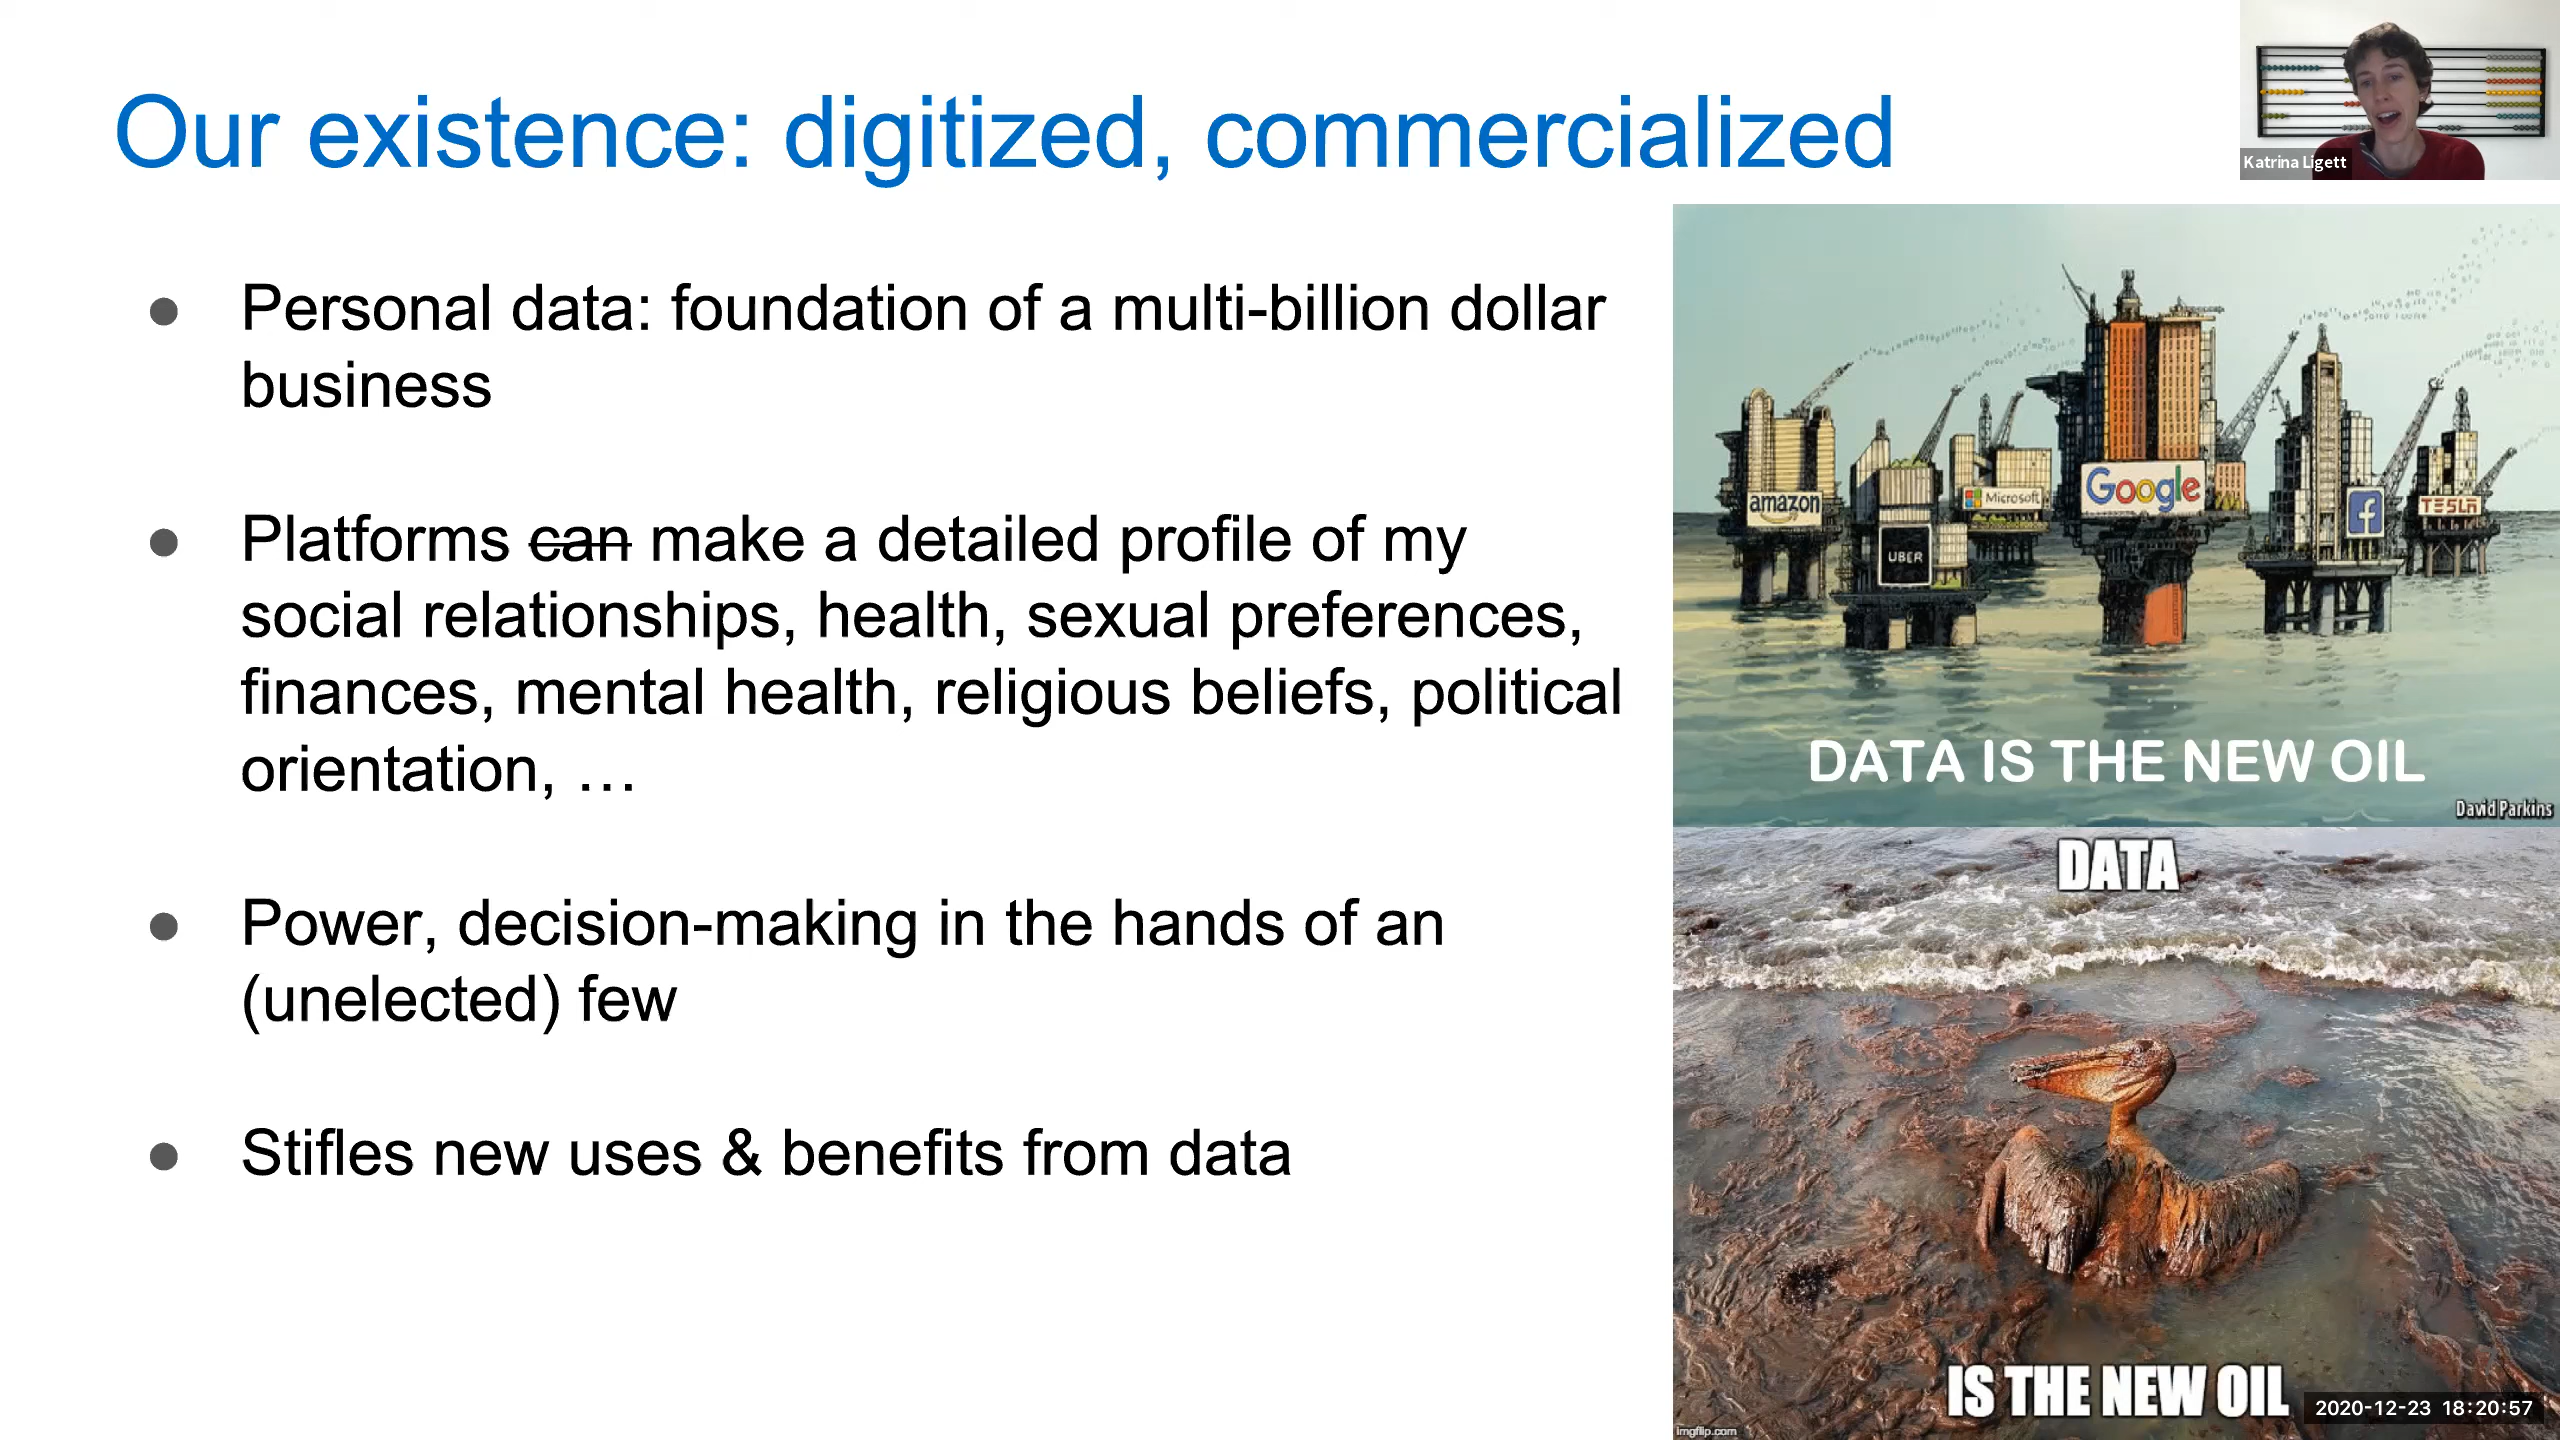 Our existence: digitized, commercialized
Katrina Ligett
● Personal data: foundation of a multi-billion dollar
business
● Platforms can make a detailed profile of my
social relationships, health, sexual preferences,
finances, mental health, religious beliefs, political
orientation, …
● Power, decision-making in the hands of an
(unelected) few
● Stifles new uses & benefits from data
amazon
UBER
Microsoft
Google
f
TESLA
DATA IS THE NEW OIL
David Parkins
DATA
IS THE NEW OIL
imgflip.com
2020-12-23 18:20:57